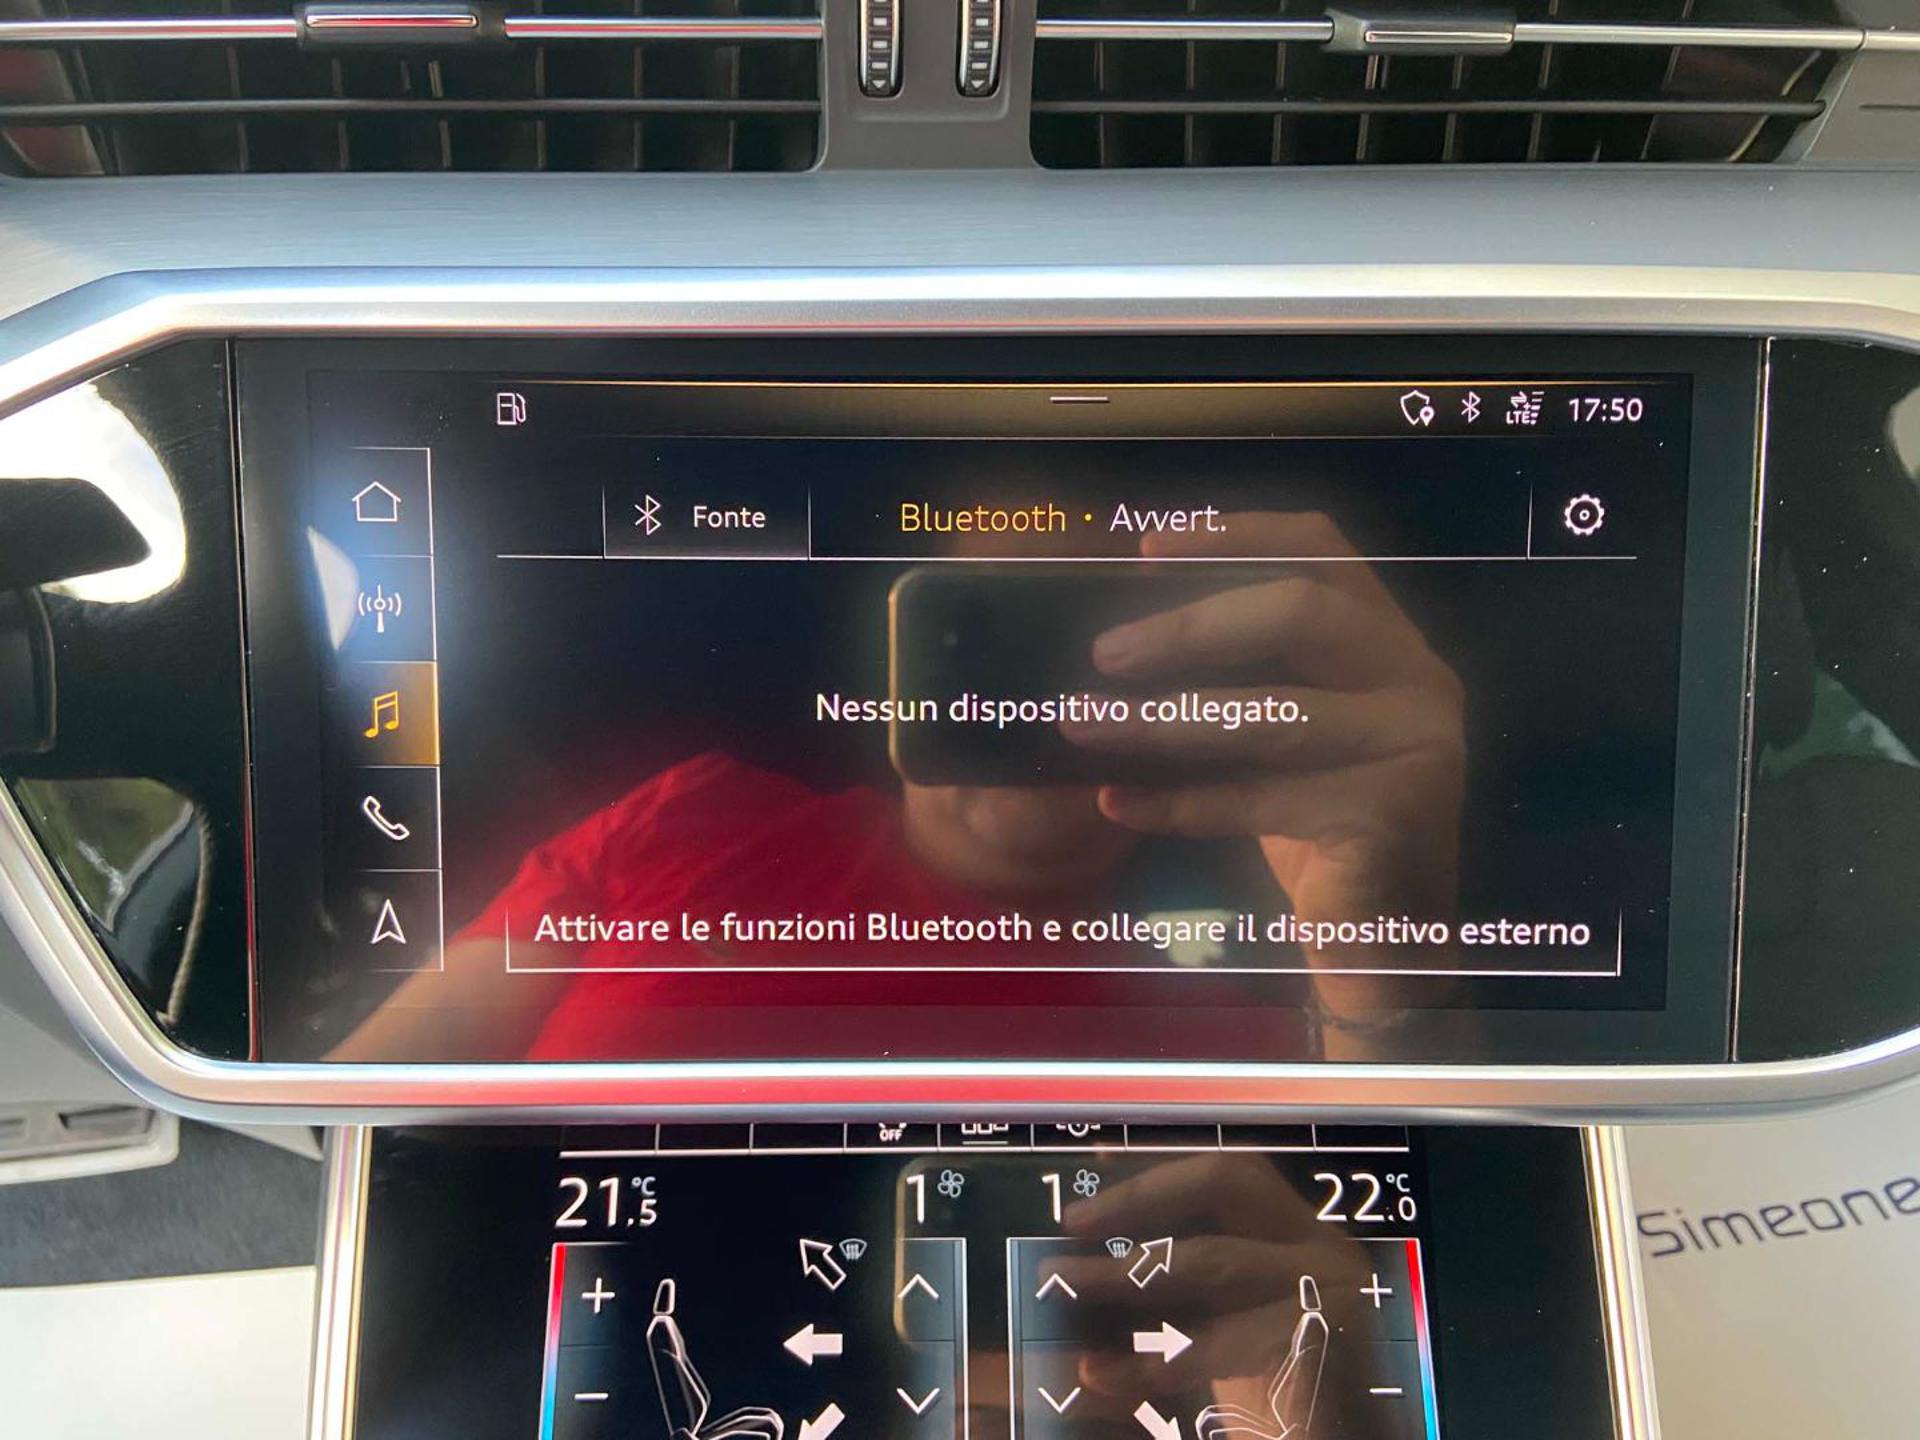 LTE 17:50
Fonte
Bluetooth • Avvert.
Nessun dispositivo collegato.
Attivare le funzioni Bluetooth e collegare il dispositivo esterno
OFF
21.5 °C 1 1 22.0 °C
Simeone